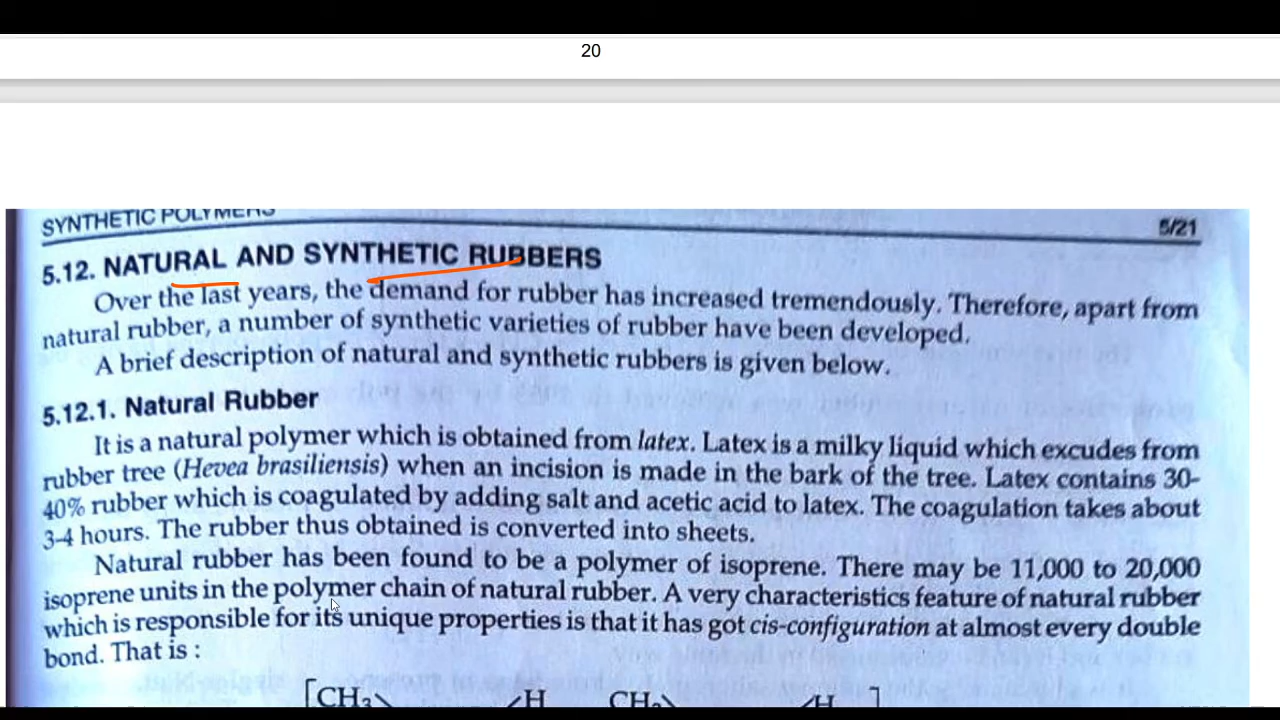 20
SYNTHETIC POLYMERS
5/21
5.12. NATURAL AND SYNTHETIC RUBBERS
Over the last years, the demand for rubber has increased tremendously. Therefore, apart from
natural rubber, a number of synthetic varieties of rubber have been developed.
A brief description of natural and synthetic rubbers is given below.
5.12.1. Natural Rubber
It is a natural polymer which is obtained from latex. Latex is a milky liquid which excudes from
rubber tree (Hevea brasiliensis) when an incision is made in the bark of the tree. Latex contains 30-
40% rubber which is coagulated by adding salt and acetic acid to latex. The coagulation takes about
3-4 hours. The rubber thus obtained is converted into sheets.
Natural rubber has been found to be a polymer of isoprene. There may be 11,000 to 20,000
isoprene units in the polymer chain of natural rubber. A very characteristics feature of natural rubber
which is responsible for its unique properties is that it has got cis-configuration at almost every double
bond. That is :
[CH3 H CH2 H ]